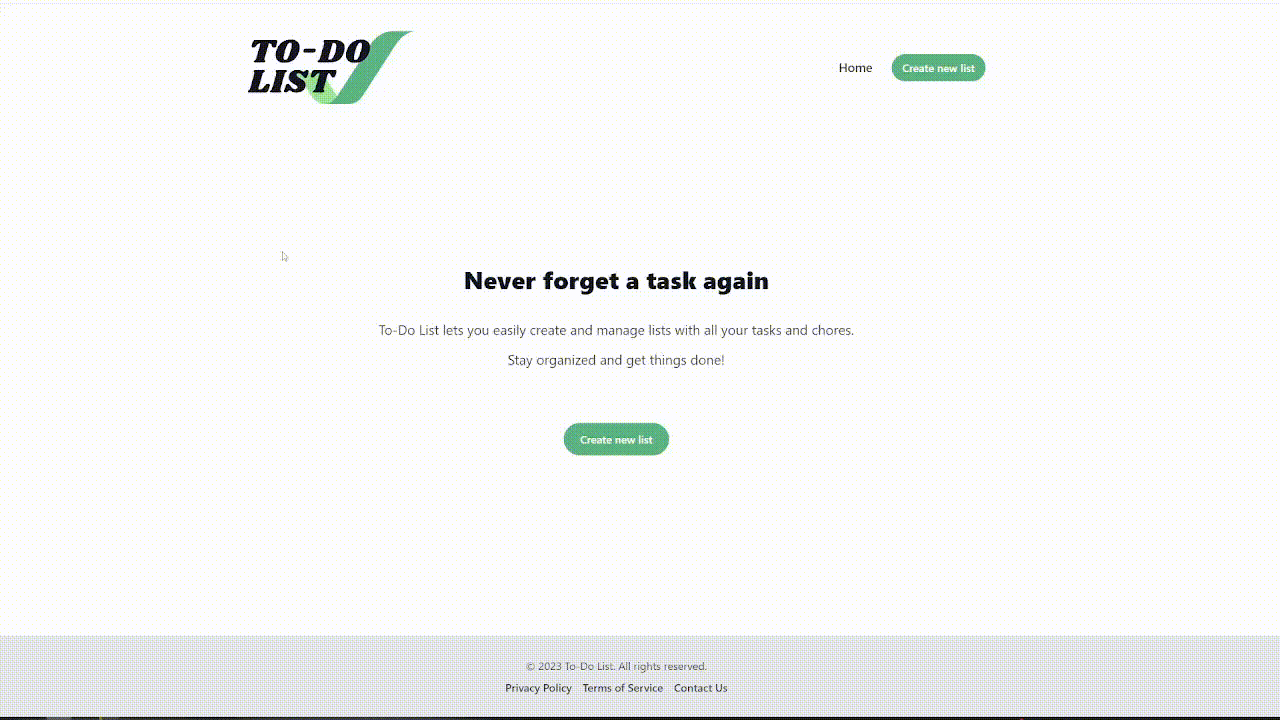 TO-DO
LIST
Home
Create new list
Never forget a task again
To-Do List lets you easily create and manage lists with all your tasks and chores.
Stay organized and get things done!
Create new list
© 2023 To-Do List. All rights reserved.
Privacy Policy Terms of Service Contact Us